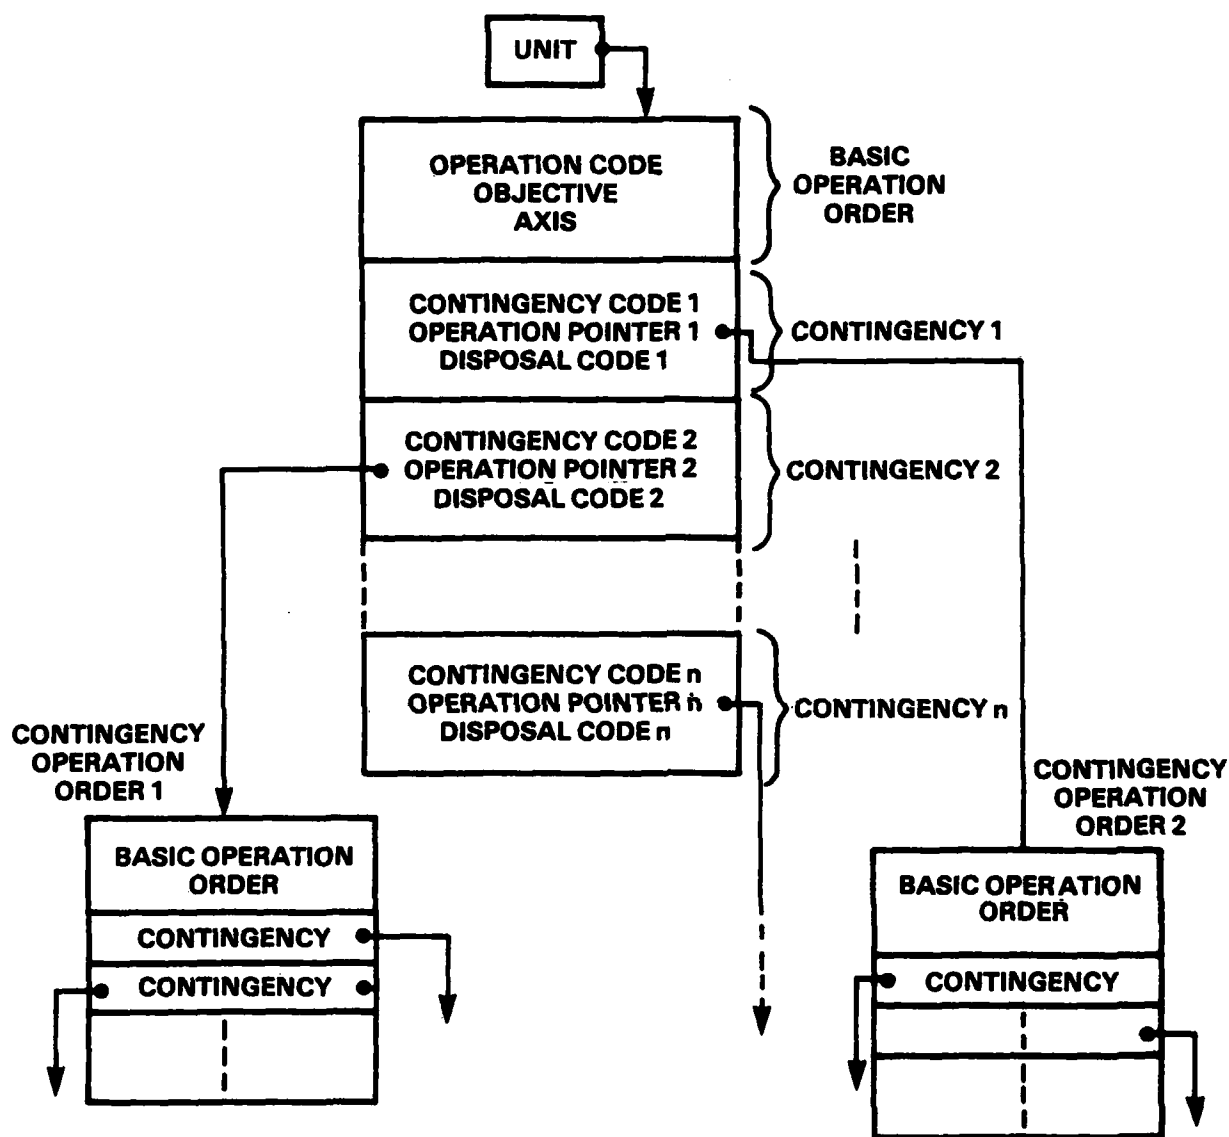 UNIT
OPERATION CODE
OBJECTIVE
AXIS
BASIC
OPERATION
ORDER
CONTINGENCY CODE 1
OPERATION POINTER 1
DISPOSAL CODE 1
CONTINGENCY 1
CONTINGENCY CODE 2
OPERATION POINTER 2
DISPOSAL CODE 2
CONTINGENCY 2
CONTINGENCY CODE n
OPERATION POINTER n
DISPOSAL CODE n
CONTINGENCY n
CONTINGENCY
OPERATION
ORDER 1
BASIC OPERATION
ORDER
CONTINGENCY
CONTINGENCY
CONTINGENCY
OPERATION
ORDER 2
BASIC OPERATION
ORDER
CONTINGENCY